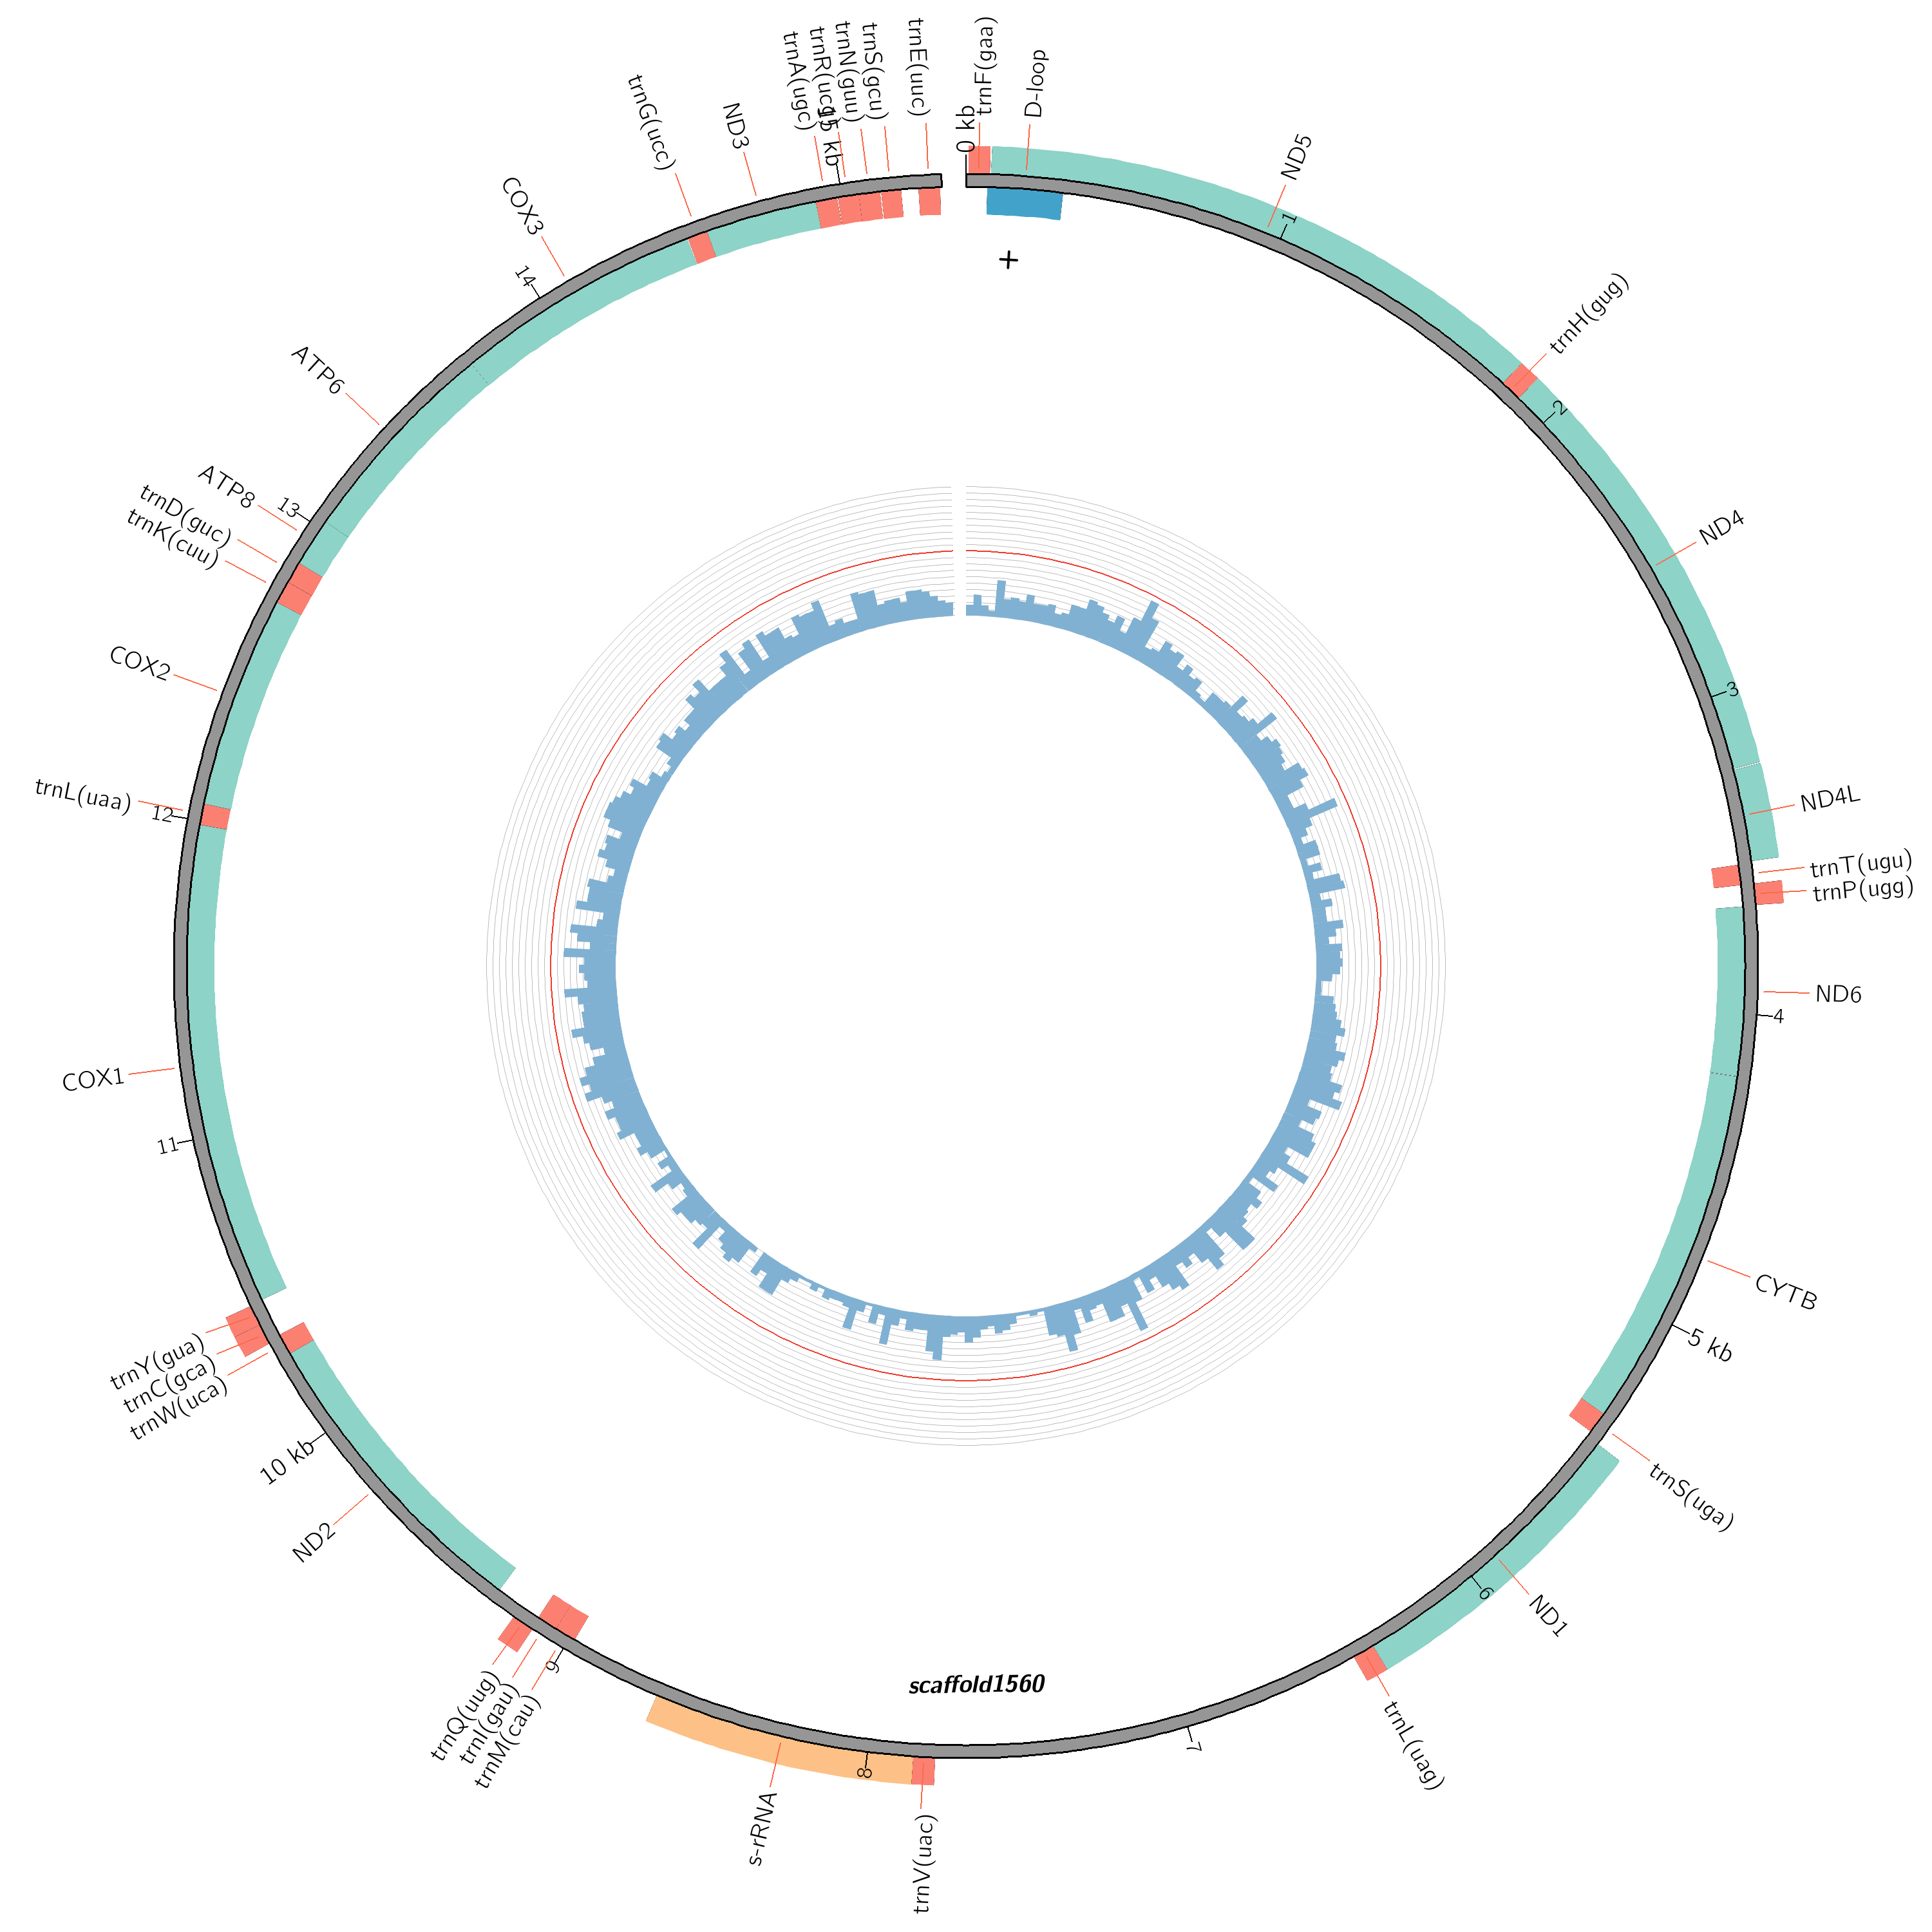 0 kb
trnF(gaa)
D-loop
ND5
1
trnH(gug)
2
ND4
3
ND4L
trnT(ugu)
trnP(ugg)
ND6
4
CYTB
5 kb
trnS(uga)
ND1
6
trnL(uag)
7
trnV(uac)
8
s-rRNA
scaffold1560
9
trnM(cau)
trnI(gau)
trnQ(uug)
ND2
10 kb
trnW(uca)
trnC(gca)
trnY(gua)
11
COX1
12
trnL(uaa)
COX2
trnK(cuu)
trnD(guc)
ATP8
13
ATP6
14
COX3
trnG(ucc)
ND3
trnA(ugc)
trnR(ucg)
15 kb
trnN(guu)
trnS(gcu)
trnE(uuc)
+